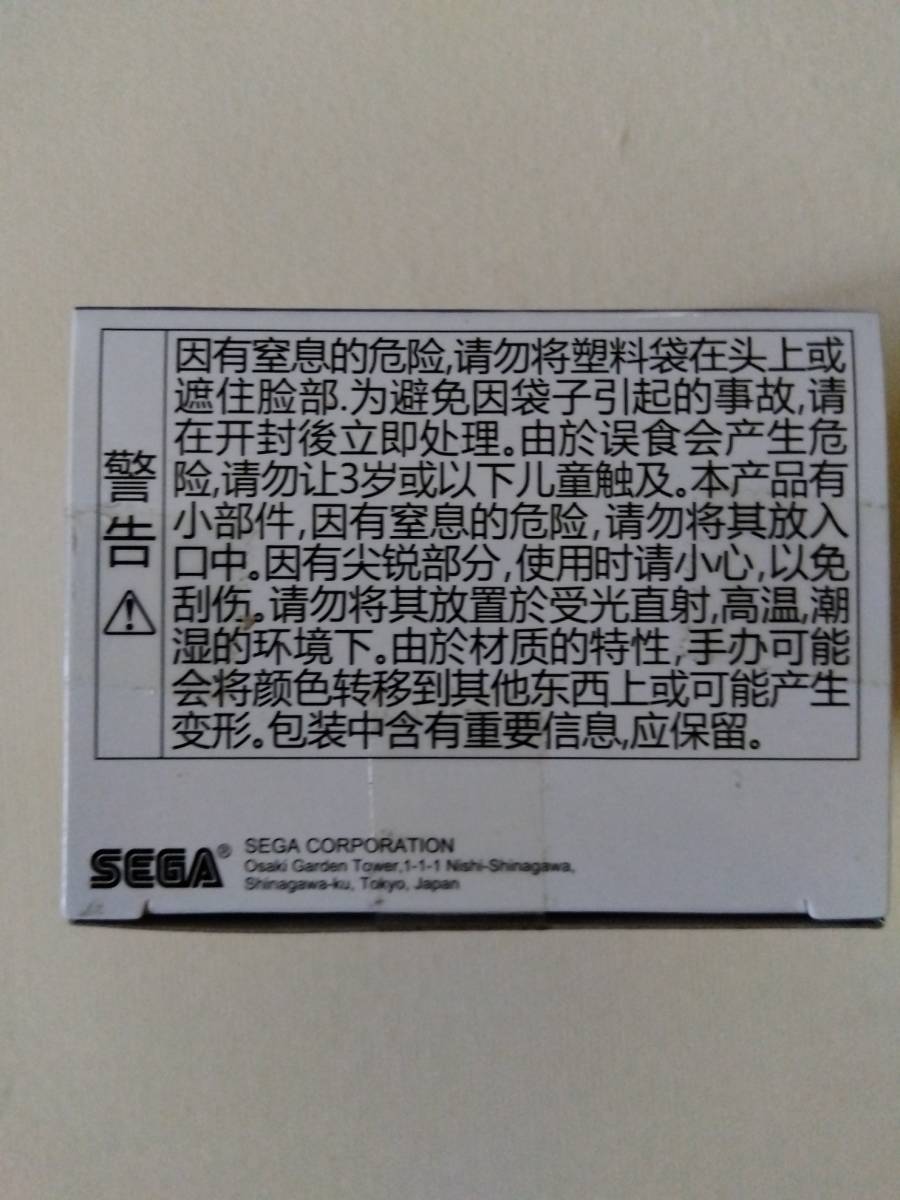 警告
因有窒息的危险,请勿将塑料袋在头上或
遮住脸部.为避免因袋子引起的事故,请
在开封後立即处理。由於误食会产生危
险,请勿让3岁或以下儿童触及。本产品有
小部件,因有窒息的危险,请勿将其放入
口中。因有尖锐部分,使用时请小心,以免
刮伤。请勿将其放置於受光直射,高温,潮
湿的环境下。由於材质的特性,手办可能
会将颜色转移到其他东西上或可能产生
变形。包装中含有重要信息,应保留。
SEGA®
SEGA CORPORATION
Osaki Garden Tower,1-1-1 Nishi-Shinagawa,
Shinagawa-ku, Tokyo, Japan